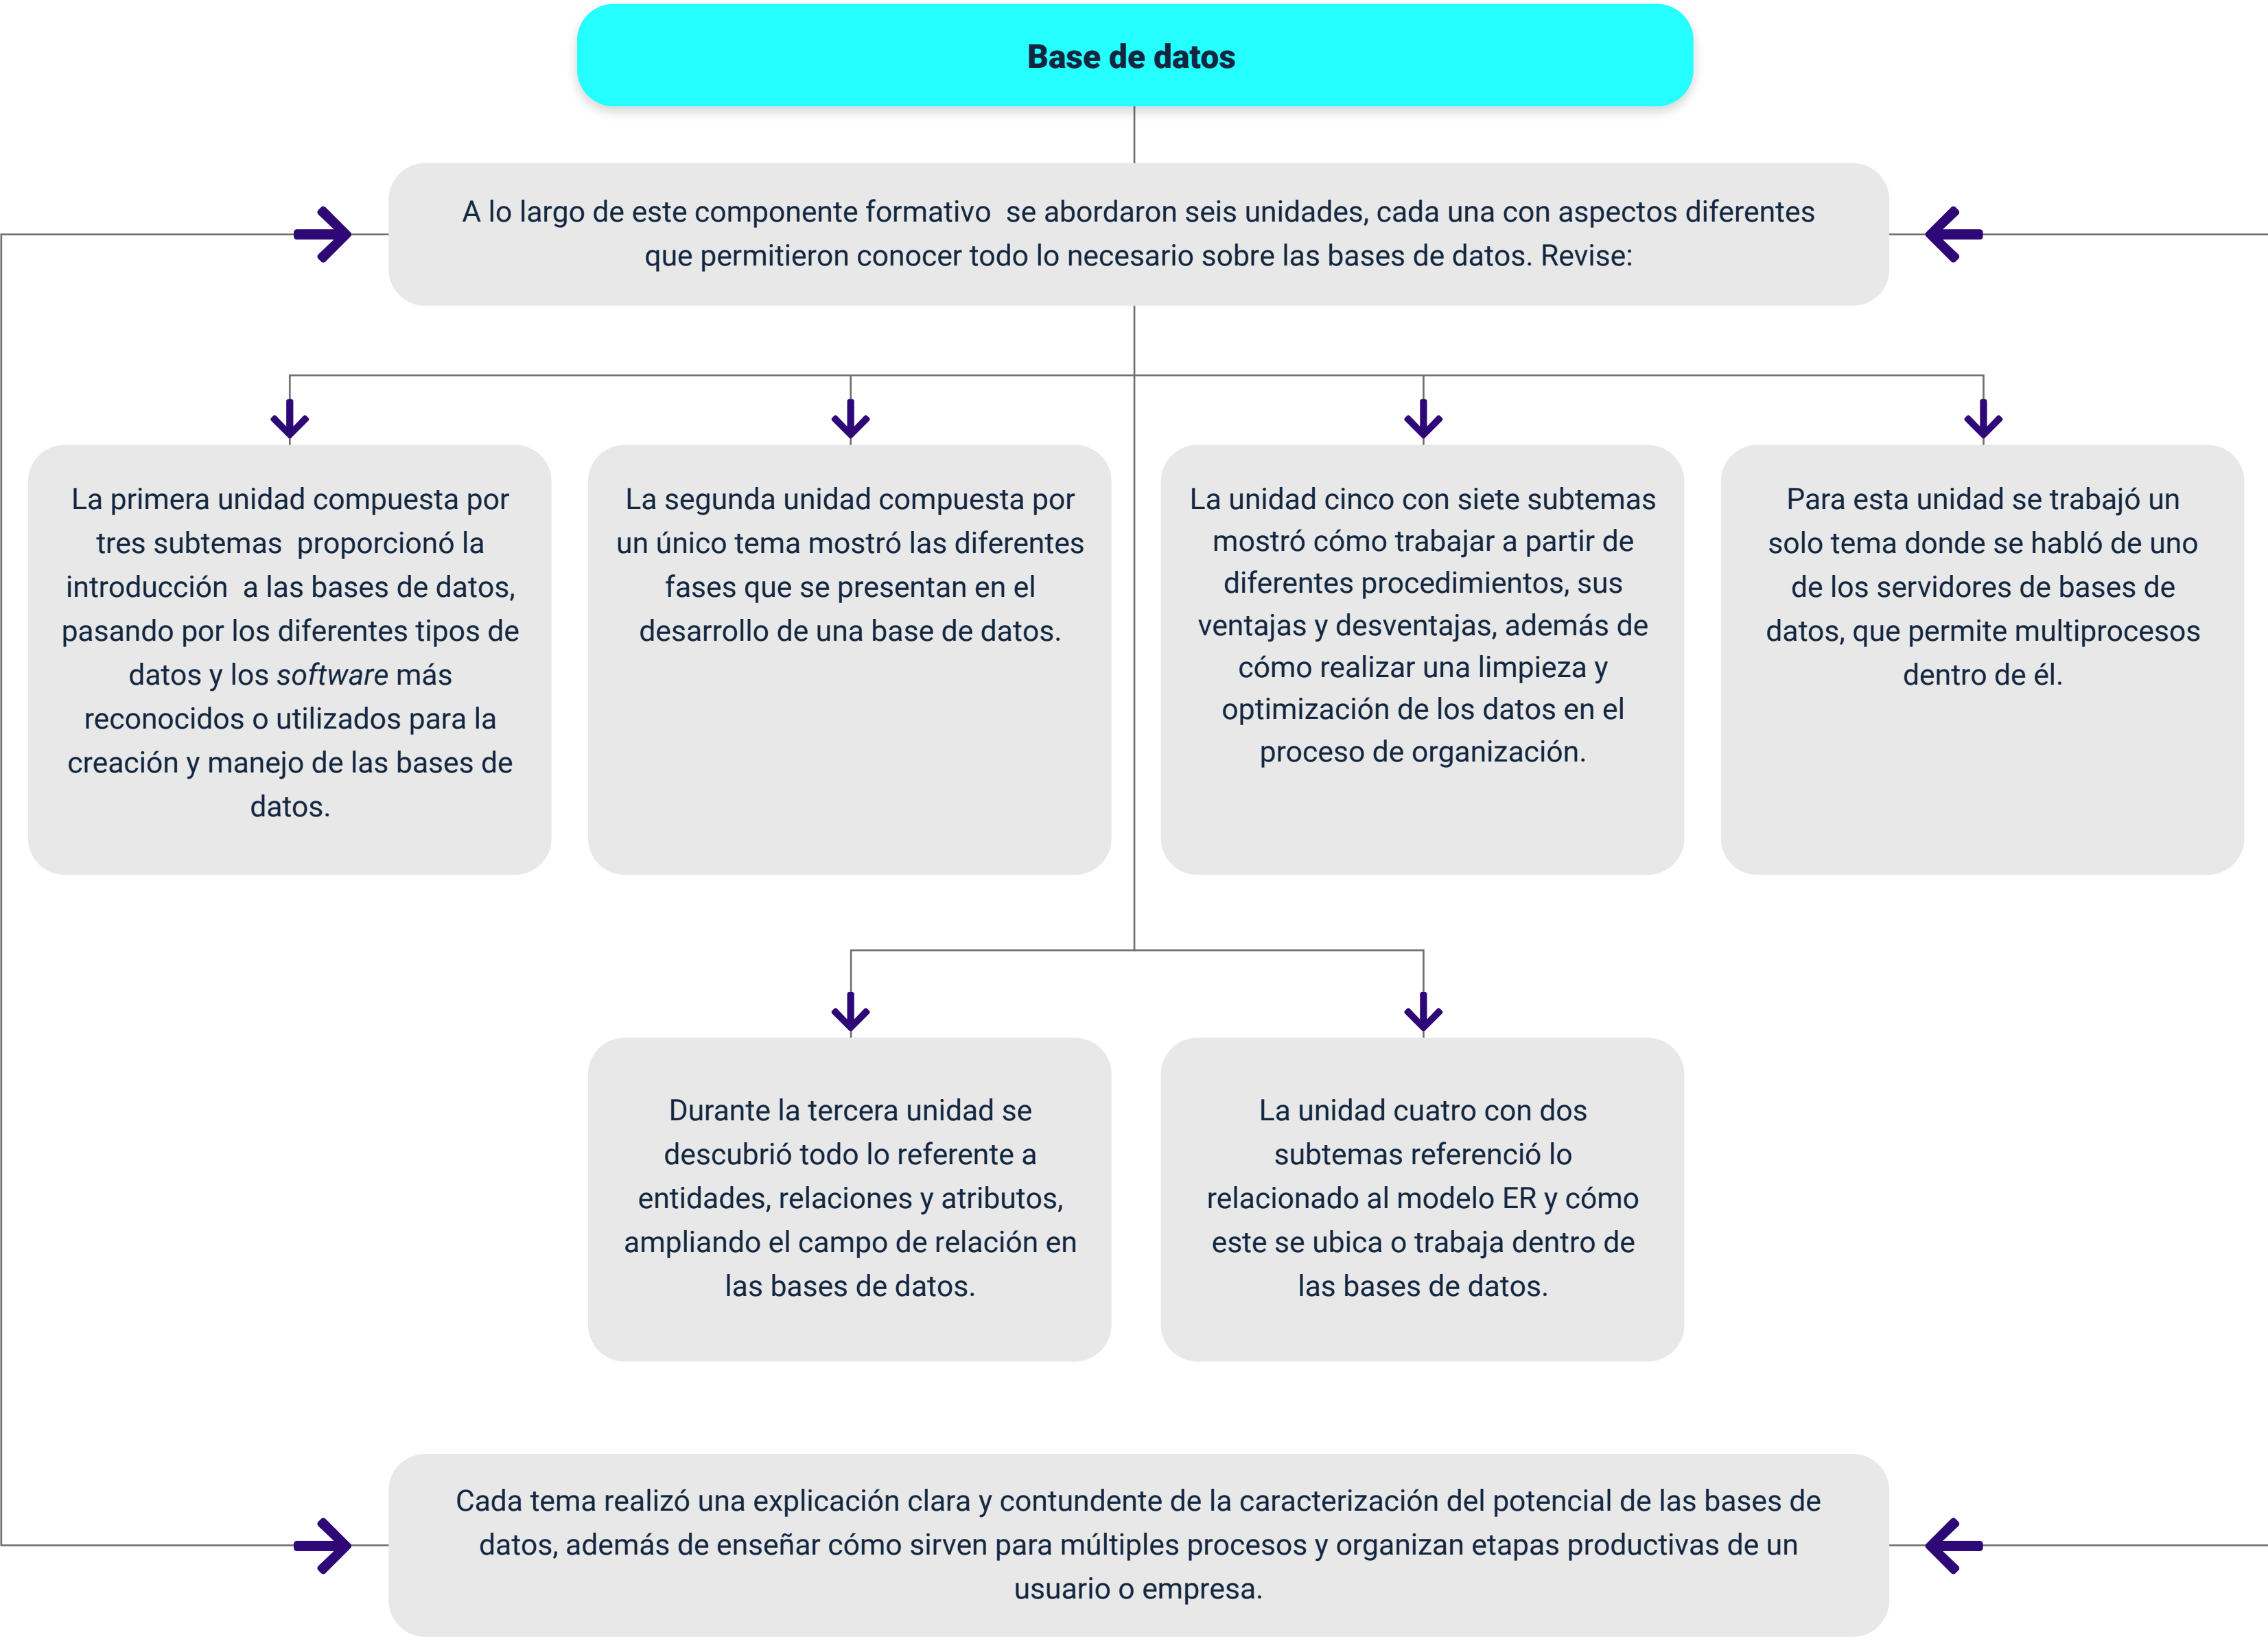 Base de datos
A lo largo de este componente formativo se abordaron seis unidades, cada una con aspectos diferentes
que permitieron conocer todo lo necesario sobre las bases de datos. Revise:
La primera unidad compuesta por
tres subtemas proporcionó la
introducción a las bases de datos,
pasando por los diferentes tipos de
datos y los software más
reconocidos o utilizados para la
creación y manejo de las bases de
datos.
La segunda unidad compuesta por
un único tema mostró las diferentes
fases que se presentan en el
desarrollo de una base de datos.
La unidad cinco con siete subtemas
mostró cómo trabajar a partir de
diferentes procedimientos, sus
ventajas y desventajas, además de
cómo realizar una limpieza y
optimización de los datos en el
proceso de organización.
Para esta unidad se trabajó un
solo tema donde se habló de uno
de los servidores de bases de
datos, que permite multiprocesos
dentro de él.
Durante la tercera unidad se
descubrió todo lo referente a
entidades, relaciones y atributos,
ampliando el campo de relación en
las bases de datos.
La unidad cuatro con dos
subtemas referenció lo
relacionado al modelo ER y cómo
este se ubica o trabaja dentro de
las bases de datos.
Cada tema realizó una explicación clara y contundente de la caracterización del potencial de las bases de
datos, además de enseñar cómo sirven para múltiples procesos y organizan etapas productivas de un
usuario o empresa.